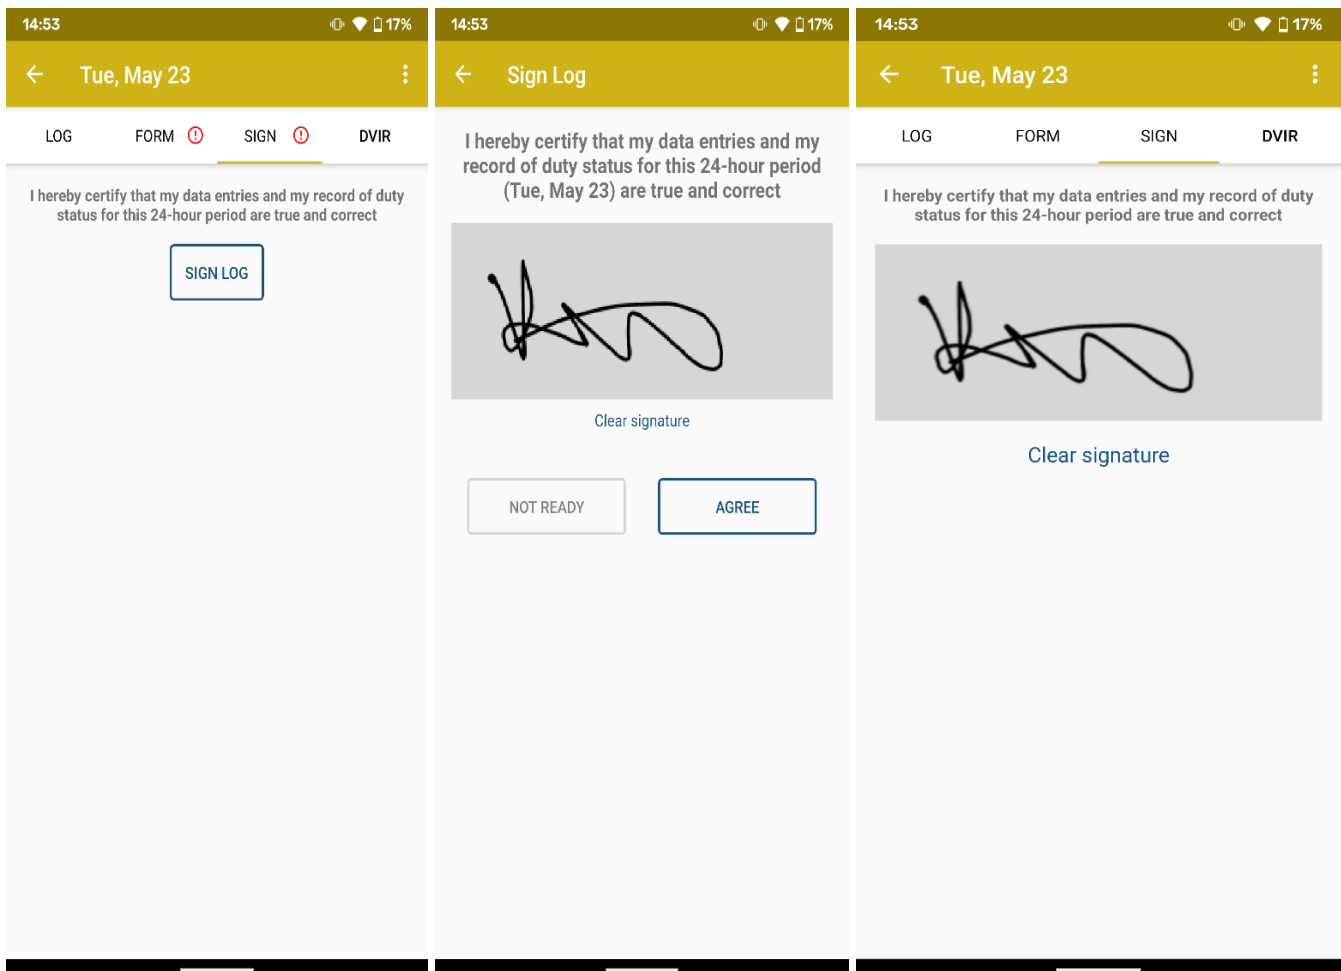 14:53
17%
Tue, May 23
LOG
FORM
SIGN
DVIR
I hereby certify that my data entries and my record of duty
status for this 24-hour period are true and correct
SIGN LOG
14:53
17%
Sign Log
I hereby certify that my data entries and my
record of duty status for this 24-hour period
(Tue, May 23) are true and correct
Clear signature
NOT READY
AGREE
14:53
17%
Tue, May 23
LOG
FORM
SIGN
DVIR
I hereby certify that my data entries and my record of duty
status for this 24-hour period are true and correct
Clear signature